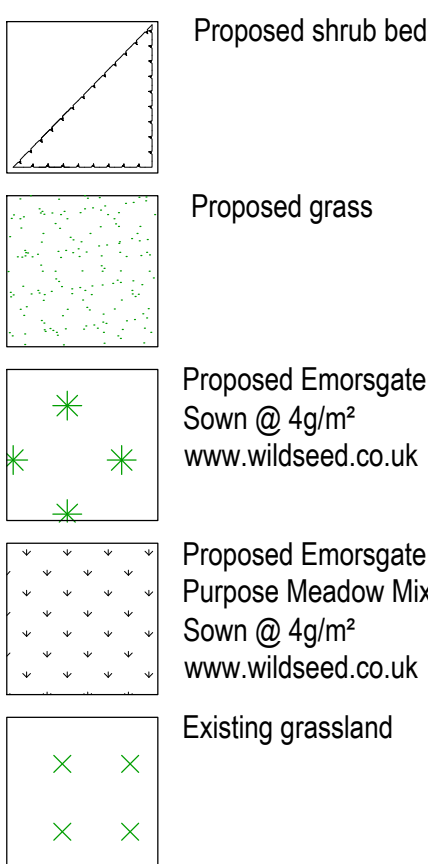 Proposed shrub bed
Proposed grass
Proposed Emorsgate
Sown @ 4g/m²
www.wildseed.co.uk
Proposed Emorsgate
Purpose Meadow Mix
Sown @ 4g/m²
www.wildseed.co.uk
Existing grassland